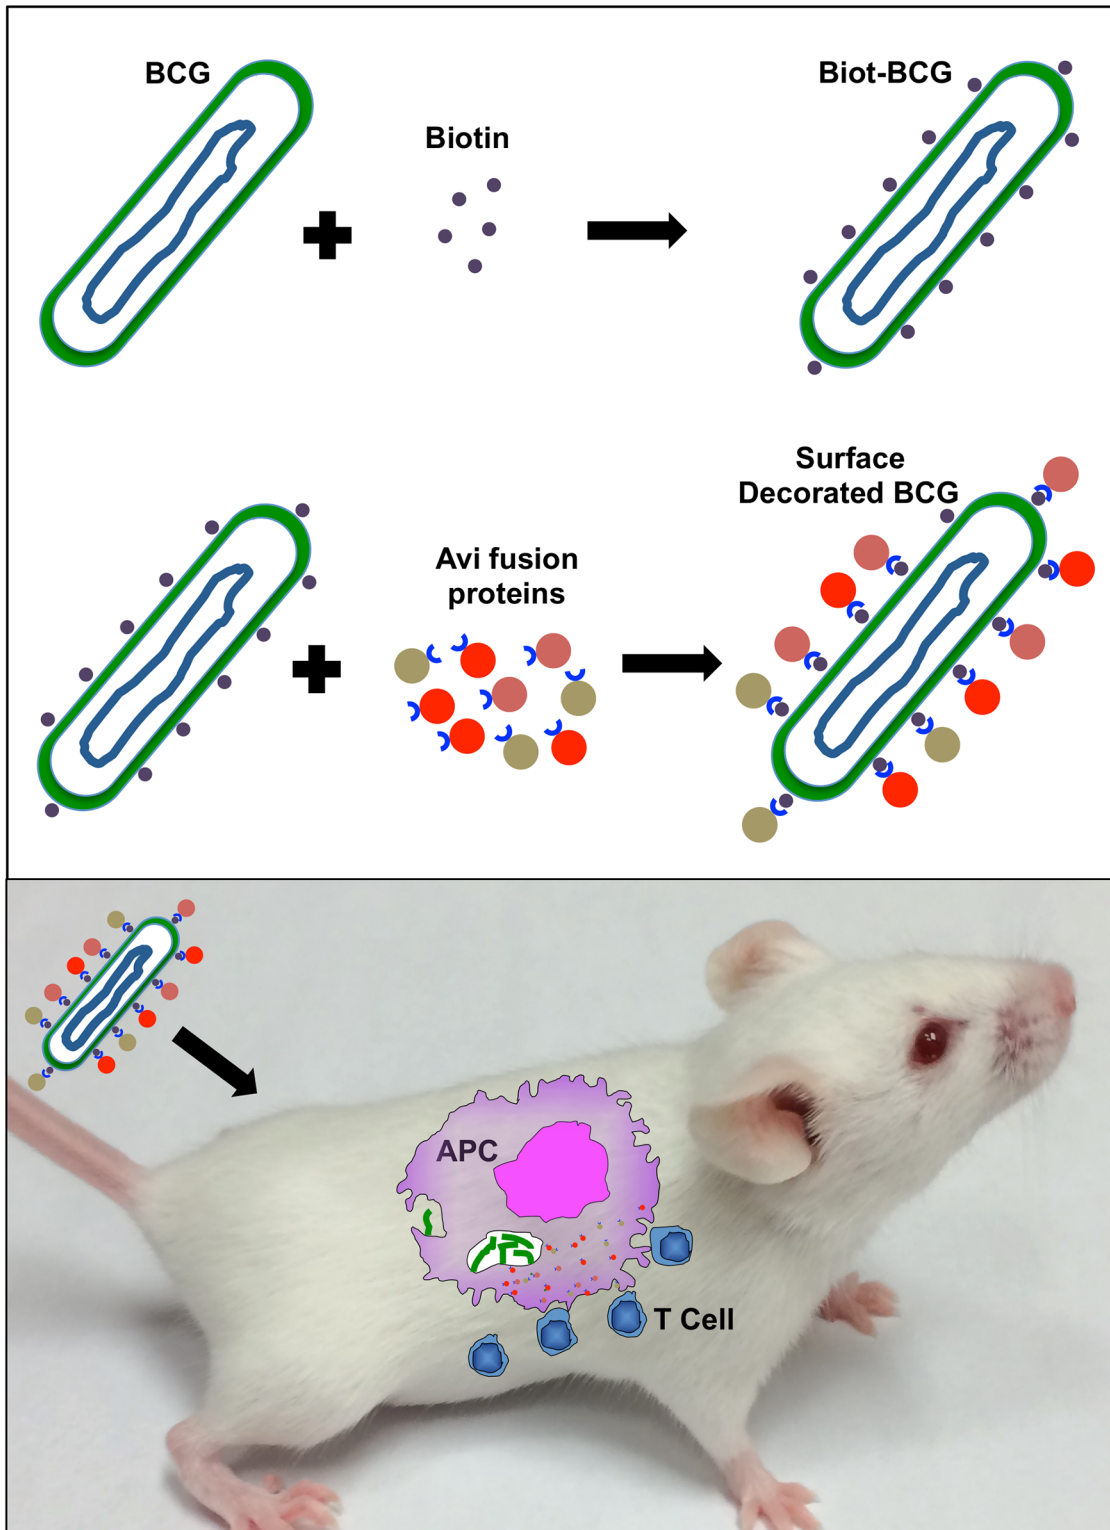 BCG
Biotin
Biot-BCG
Surface
Decorated BCG
Avi fusion
proteins
APC
T Cell